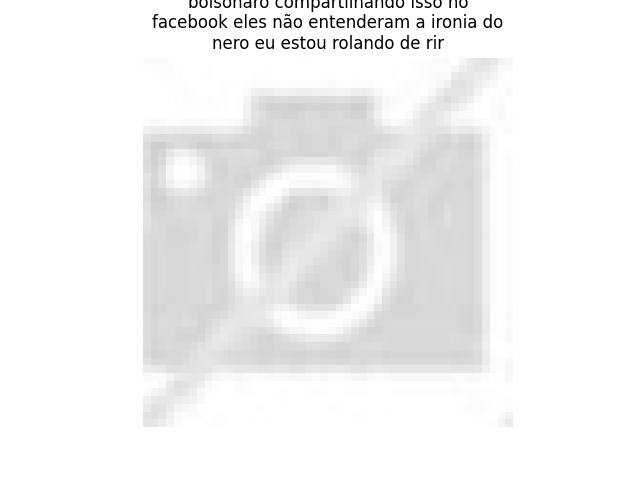 bolsonaro compartilhando isso no
facebook eles não entenderam a ironia do
nero eu estou rolando de rir